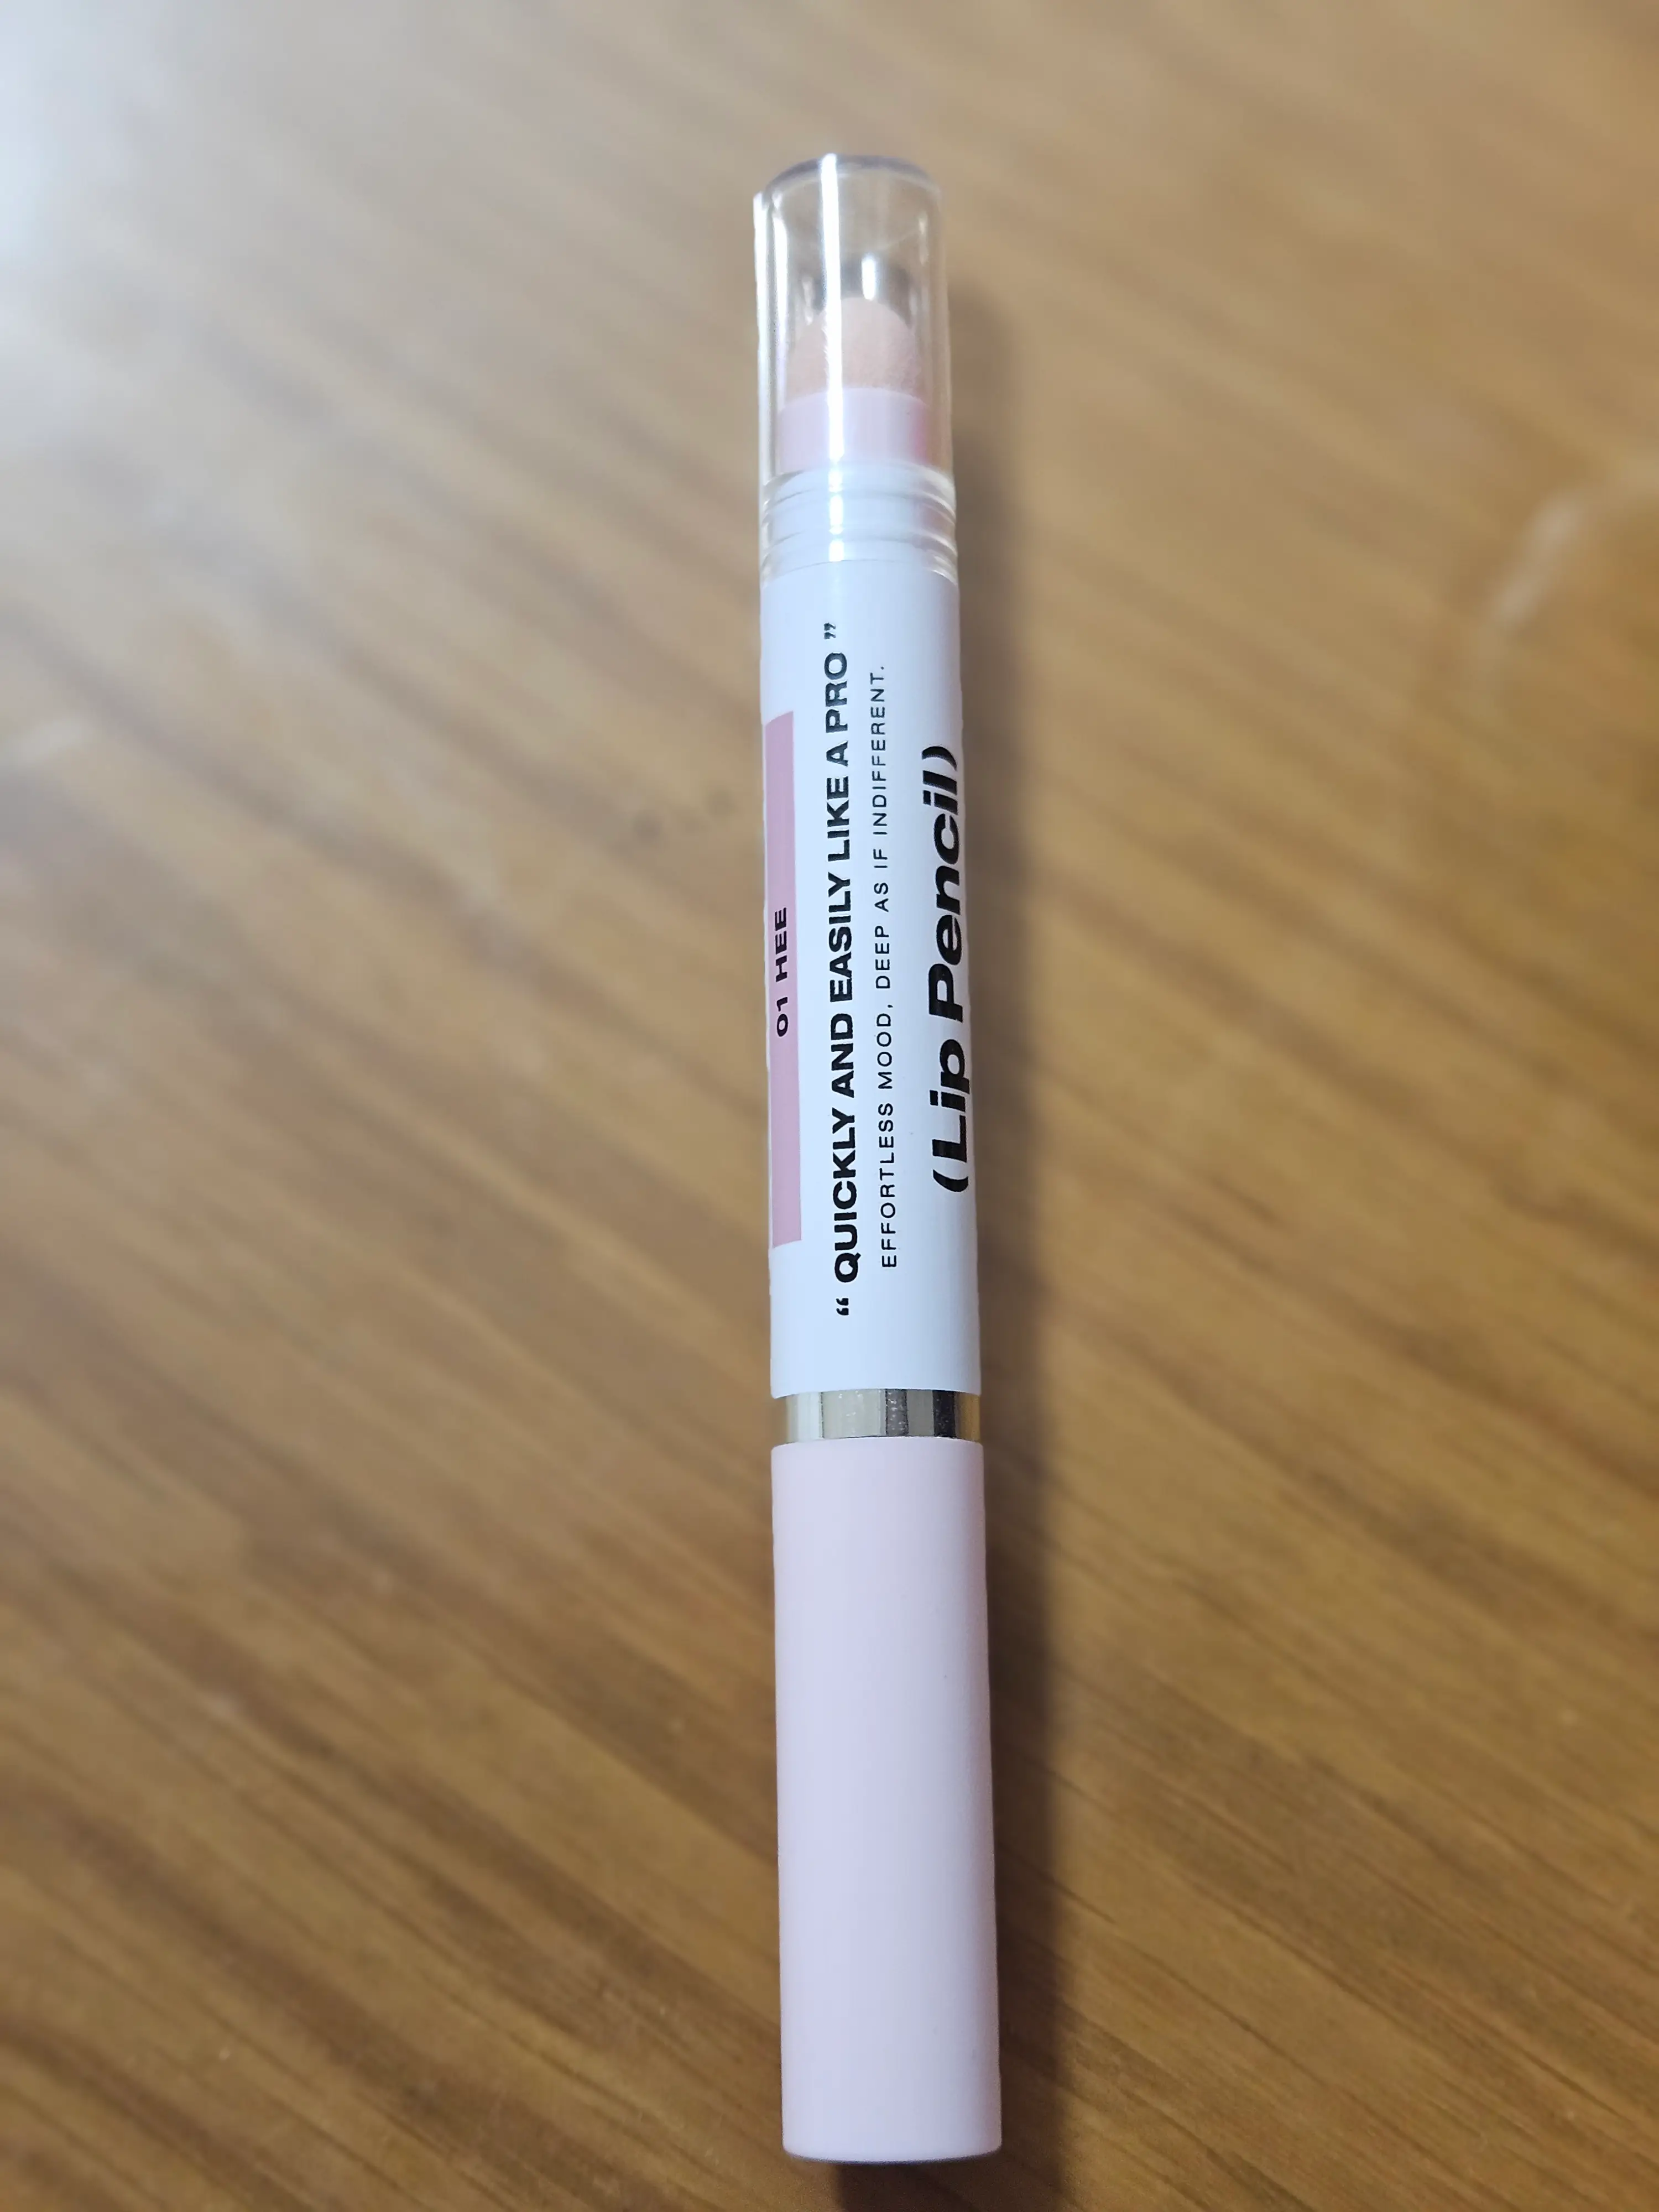 01 HEE
“ QUICKLY AND EASILY LIKE A PRO ”
EFFORTLESS MOOD, DEEP AS IF INDIFFERENT.
(Lip Pencil)